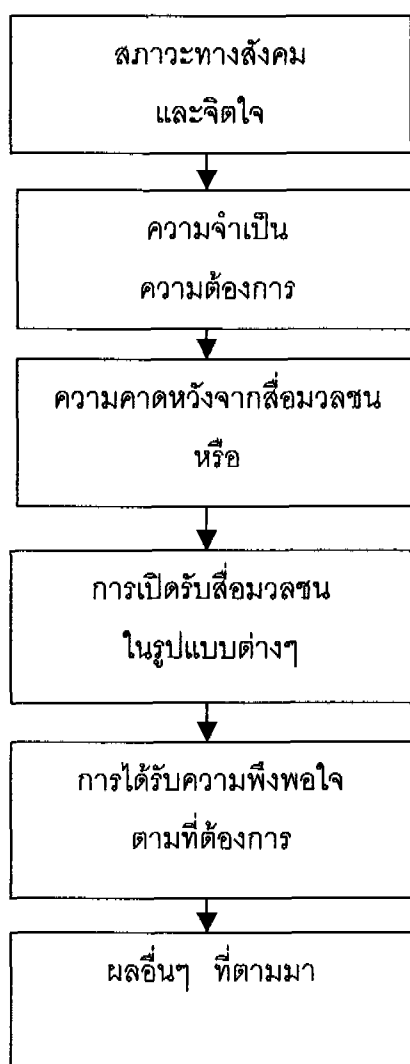 สภาวะทางสังคม
และจิตใจ
ความจำเป็น
ความต้องการ
ความคาดหวังจากสื่อมวลชน
หรือ
การเปิดรับสื่อมวลชน
ในรูปแบบต่างๆ
การได้รับความพึงพอใจ
ตามที่ต้องการ
ผลอื่นๆ ที่ตามมา